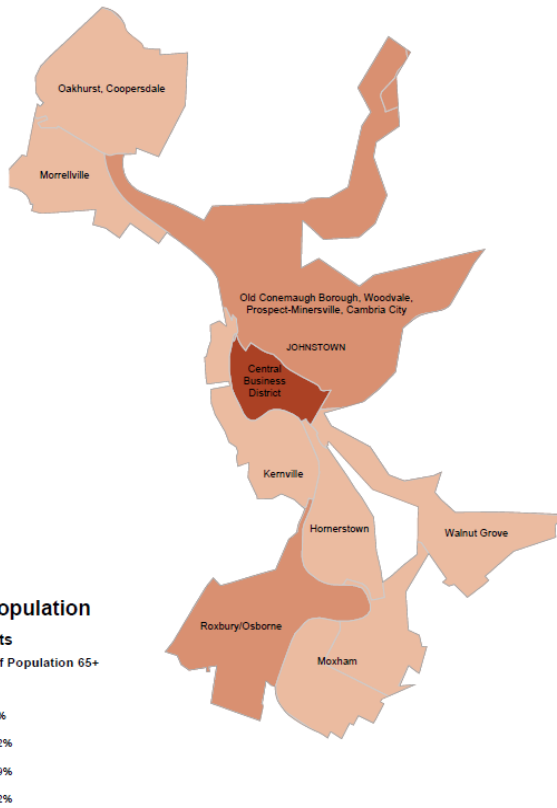 Oakhurst, Coopersdale
Morrellville
Old Conemaugh Borough, Woodvale,
Prospect-Minersville, Cambria City
JOHNSTOWN
Central
Business
District
Kernville
Hornerstown
Walnut Grove
Roxbury/Osborne
Moxham
opulation
ts
f Population 65+
%
2%
9%
2%